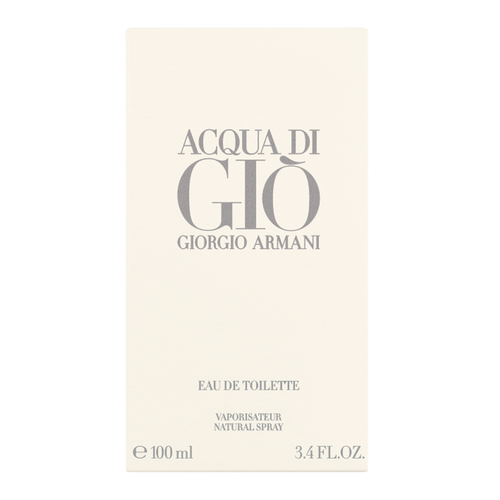 ACQUA DI
GIÒ
GIORGIO ARMANI
EAU DE TOILETTE
VAPORISATEUR
NATURAL SPRAY
℮ 100 ml 3.4 FL.OZ.